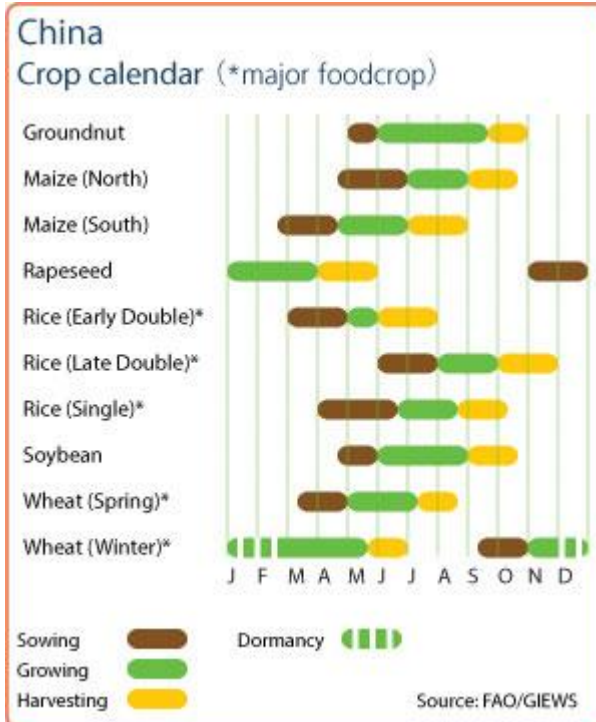 China
Crop calendar (*major foodcrop)
Groundnut
Maize (North)
Maize (South)
Rapeseed
Rice (Early Double)*
Rice (Late Double)*
Rice (Single)*
Soybean
Wheat (Spring)*
Wheat (Winter)*
J F M A M J J A S O N D
Sowing Dormancy
Growing
Harvesting Source: FAO/GIEWS